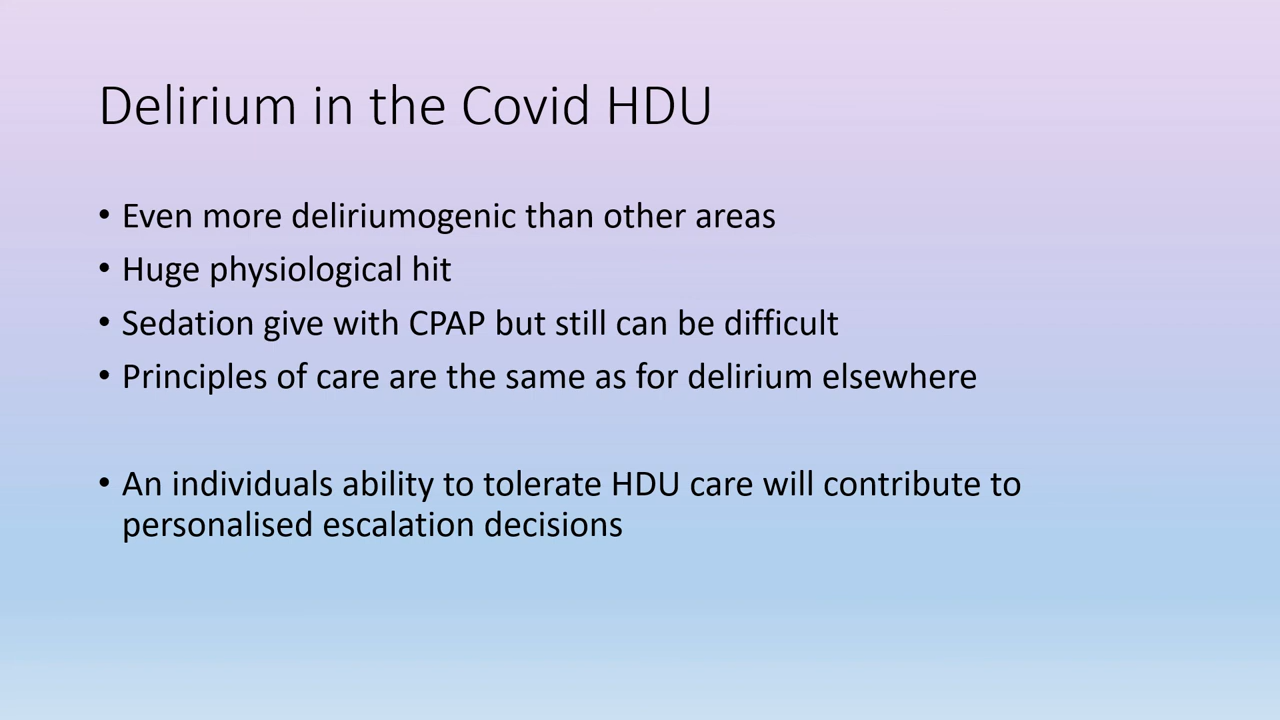 Delirium in the Covid HDU
• Even more deliriumogenic than other areas
• Huge physiological hit
• Sedation give with CPAP but still can be difficult
• Principles of care are the same as for delirium elsewhere
• An individuals ability to tolerate HDU care will contribute to
personalised escalation decisions